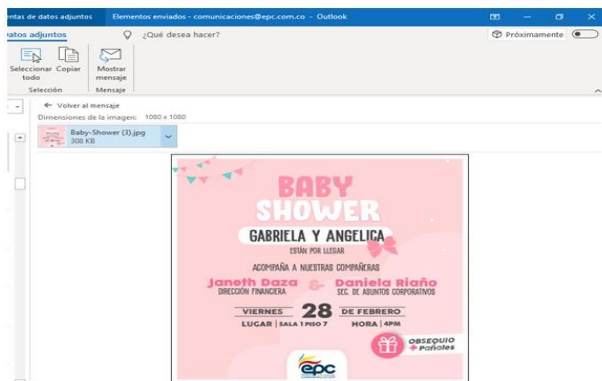 entas de datos adjuntos
Elementos enviados - comunicaciones@epc.com.co - Outlook
Datos adjuntos
¿Qué desea hacer?
Próximamente
Seleccionar todo
Copiar
Mostrar mensaje
Selección
Mensaje
← Volver al mensaje
Dimensiones de la imagen: 1080 x 1080
Baby-Shower (3).jpg
308 KB
BABY
SHOWER
GABRIELA Y ANGELICA
ESTÁN POR LLEGAR
ACOMPAÑA A NUESTRAS COMPAÑERAS
Janeth Daza & Daniela Riaño
DIRECCIÓN FINANCIERA SEC. DE ASUNTOS CORPORATIVOS
VIERNES 28 DE FEBRERO
LUGAR | SALA 1 PISO 7 HORA | 4PM
OBSEQUIO
+ Pañales
epc